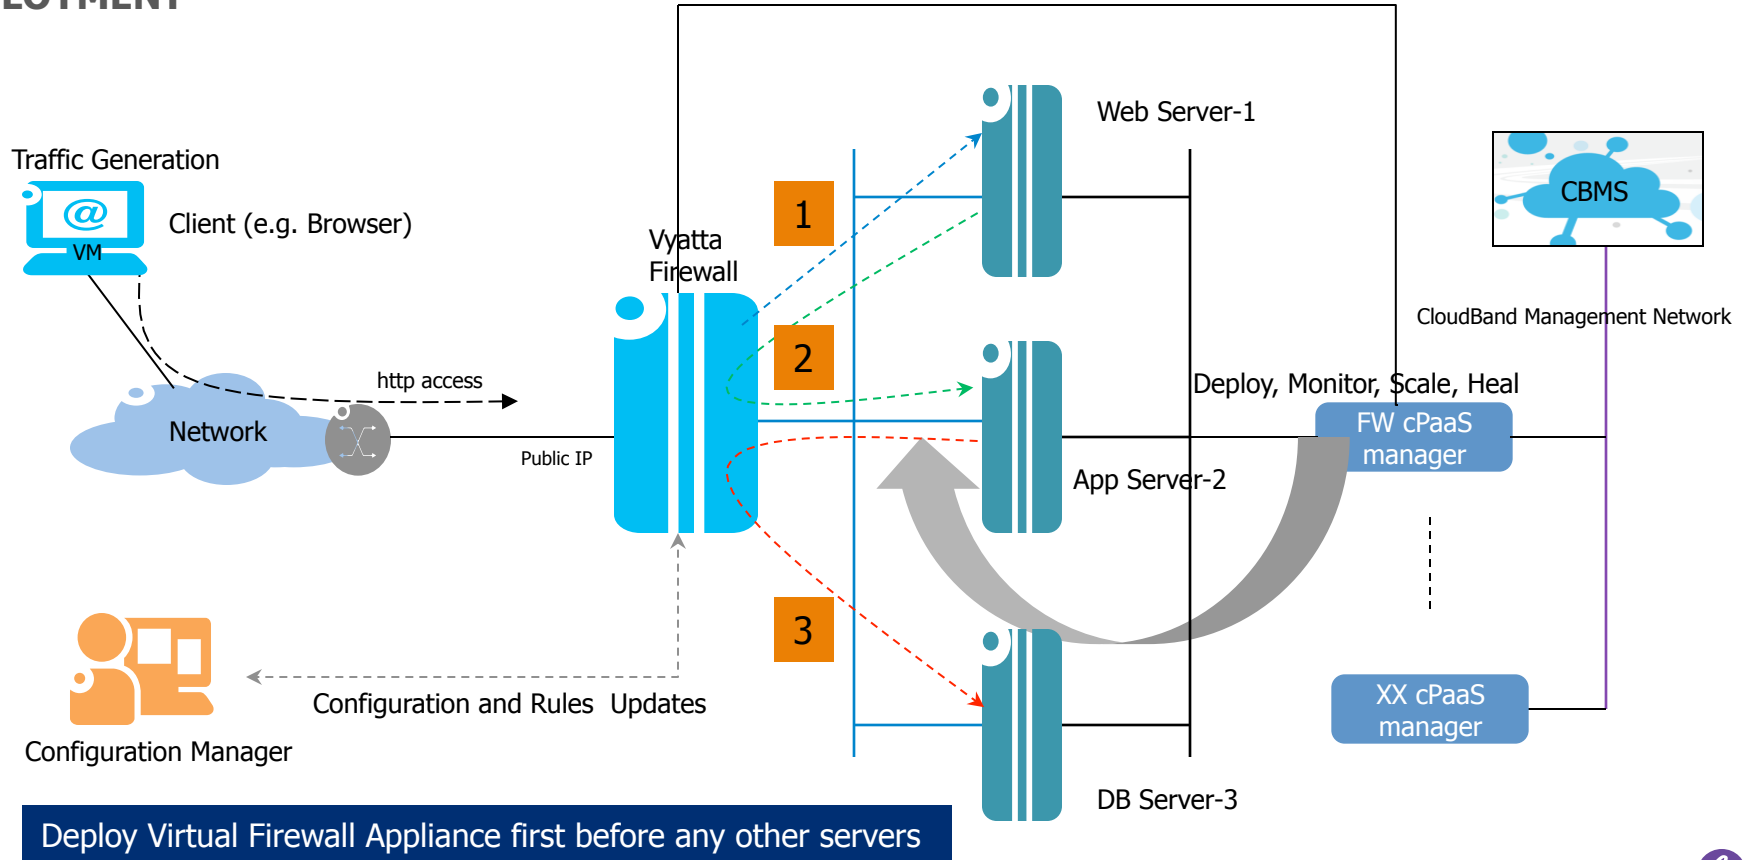 Web Server-1
Traffic Generation
@
VM
Client (e.g. Browser)
1
CBMS
Vyatta
Firewall
CloudBand Management Network
2
http access
Deploy, Monitor, Scale, Heal
Network
FW cPaaS
manager
Public IP
App Server-2
3
Configuration and Rules  Updates
XX cPaaS
manager
Configuration Manager
DB Server-3
Deploy Virtual Firewall Appliance first before any other servers